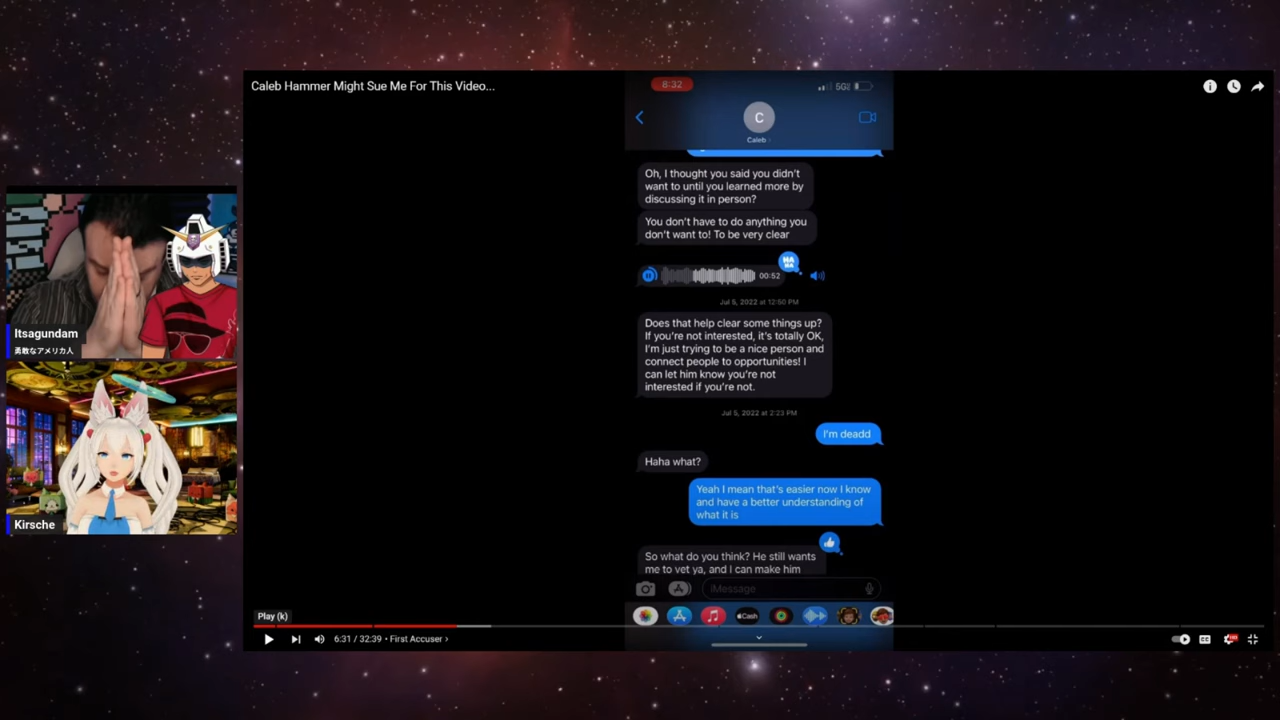 Caleb Hammer Might Sue Me For This Video...
8:32
5G
C
Caleb
Oh, I thought you said you didn't
want to until you learned more by
discussing it in person?
You don't have to do anything you
don't want to! To be very clear
HA
HA
00:52
Jul 5, 2022 at 12:50 PM
Does that help clear some things up?
If you're not interested, it's totally OK,
I'm just trying to be a nice person and
connect people to opportunities! I
can let him know you're not
interested if you're not.
Jul 5, 2022 at 2:23 PM
I'm deadd
Haha what?
Yeah I mean that's easier now I know
and have a better understanding of
what it is
So what do you think? He still wants
me to vet ya, and I can make him
iMessage
Cash
Itsagundam
勇敢なアメリカ人
Kirsche
Play (k)
6:31 / 32:39 • First Accuser ›
CC